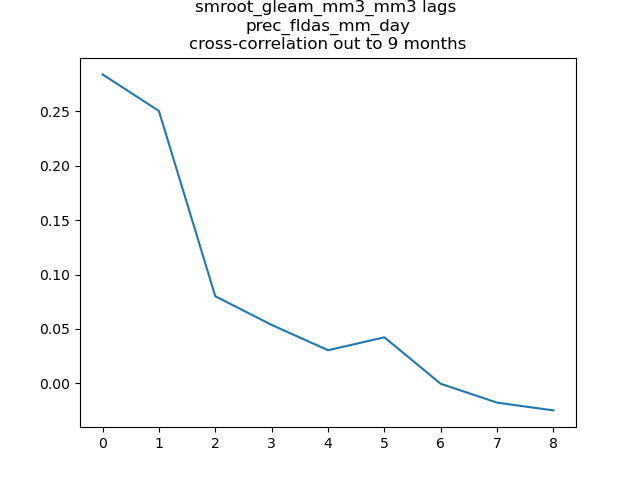 smroot_gleam_mm3_mm3 lags
prec_fldas_mm_day
cross-correlation out to 9 months
0.25
0.20
0.15
0.10
0.05
0.00
0 1 2 3 4 5 6 7 8